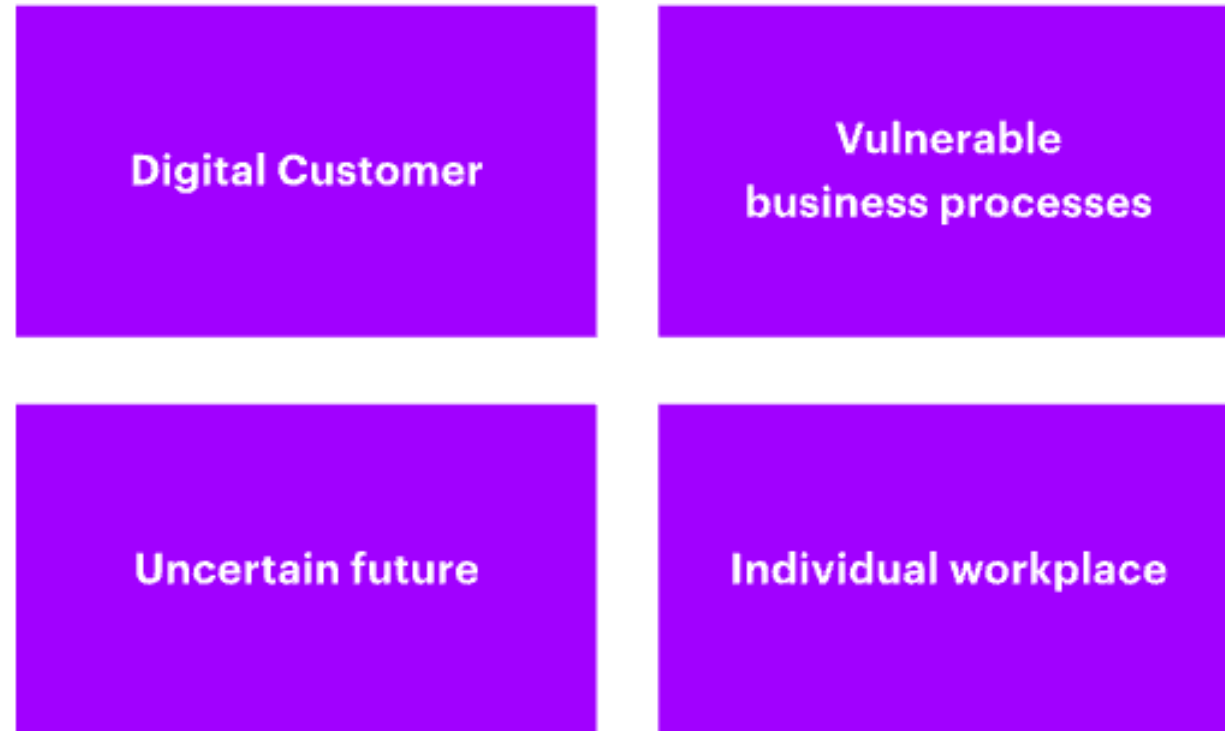 Digital Customer
Vulnerable
business processes
Uncertain future
Individual workplace